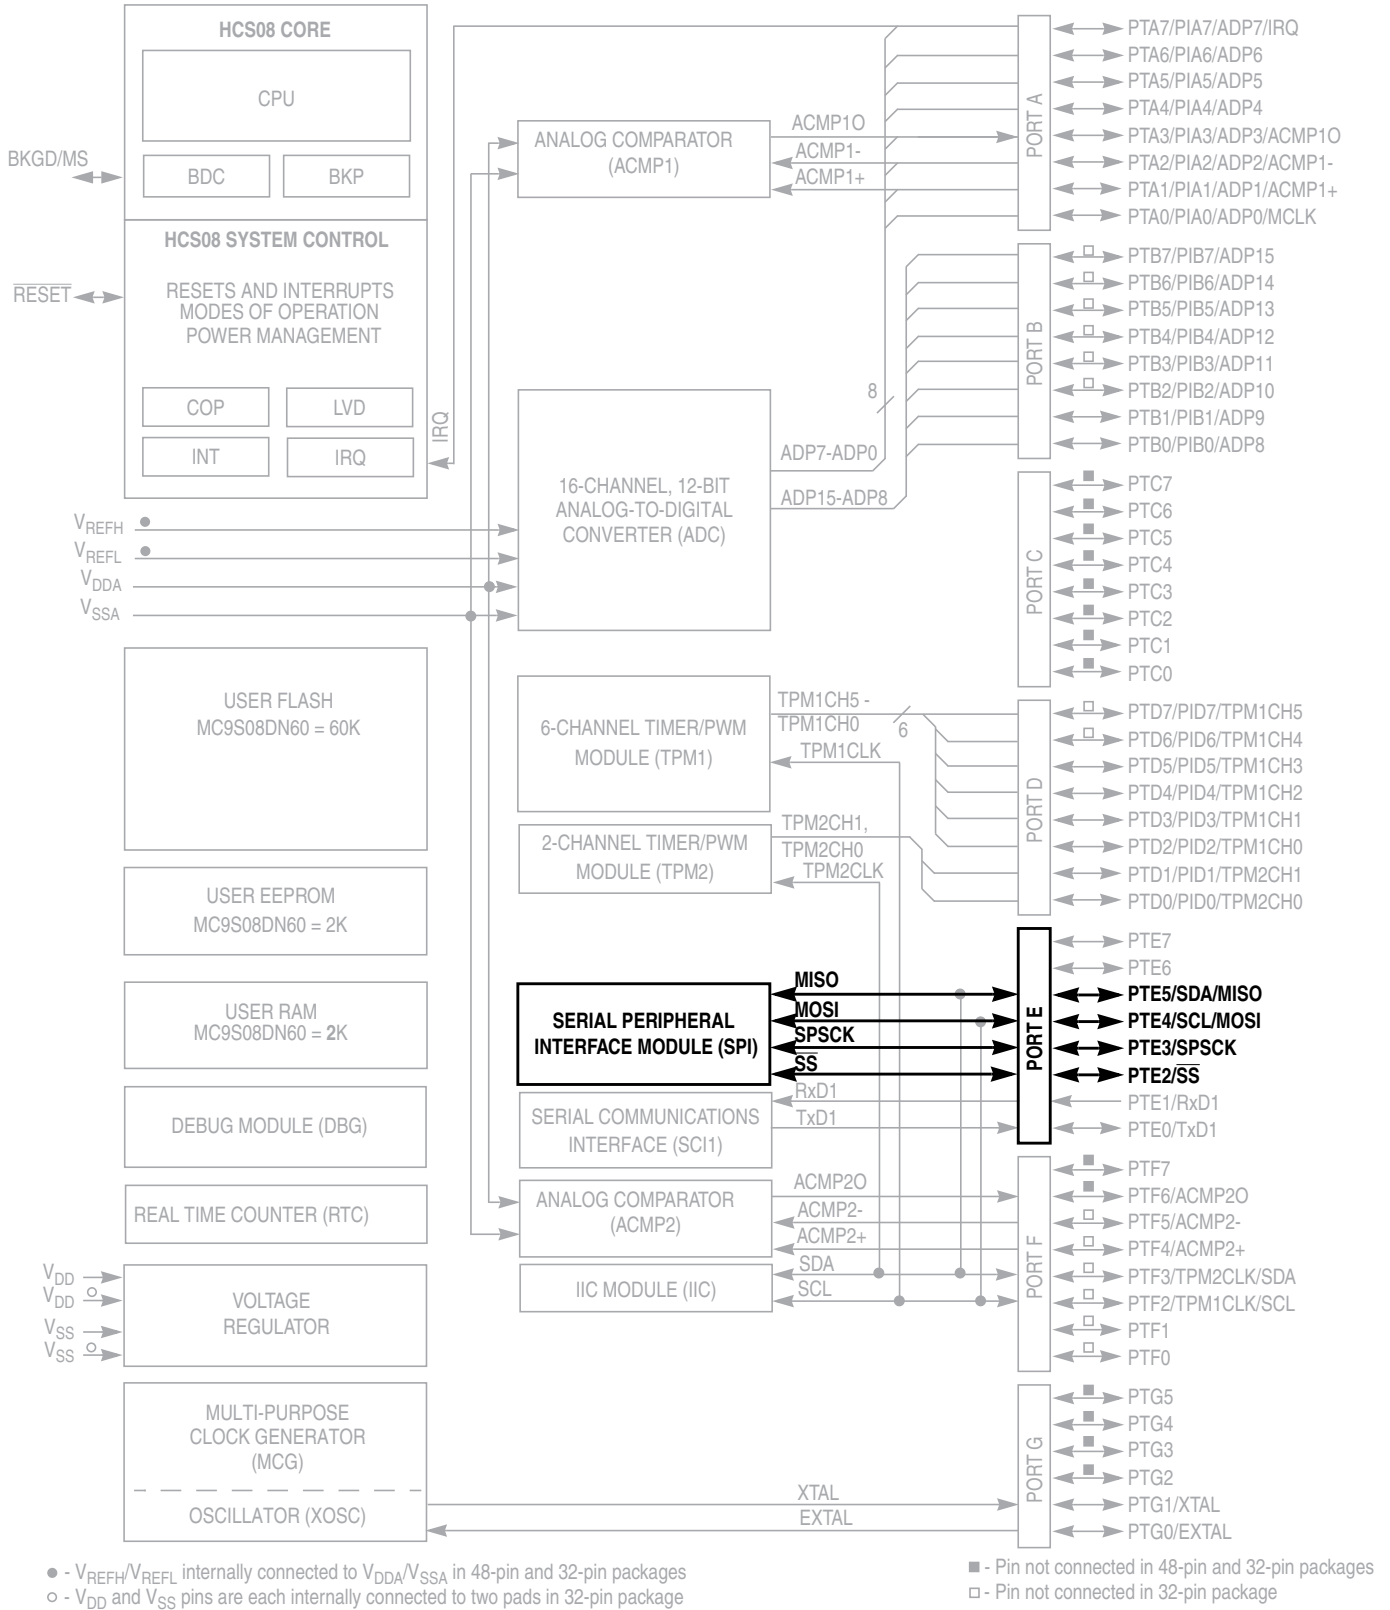 HCS08 CORE
CPU
BDC
BKP
BKGD/MS
HCS08 SYSTEM CONTROL
RESETS AND INTERRUPTS
MODES OF OPERATION
POWER MANAGEMENT
RESET
COP
LVD
INT
IRQ
IRQ
VREFH
VREFL
VDDA
VSSA
USER FLASH
MC9S08DN60 = 60K
USER EEPROM
MC9S08DN60 = 2K
USER RAM
MC9S08DN60 = 2K
DEBUG MODULE (DBG)
REAL TIME COUNTER (RTC)
VDD
VDD
VSS
VSS
VOLTAGE
REGULATOR
MULTI-PURPOSE
CLOCK GENERATOR
(MCG)
OSCILLATOR (XOSC)
ANALOG COMPARATOR
(ACMP1)
ACMP1O
ACMP1-
ACMP1+
16-CHANNEL, 12-BIT
ANALOG-TO-DIGITAL
CONVERTER (ADC)
8
ADP7-ADP0
ADP15-ADP8
6-CHANNEL TIMER/PWM
MODULE (TPM1)
TPM1CH5 -
TPM1CH0
6
TPM1CLK
2-CHANNEL TIMER/PWM
MODULE (TPM2)
TPM2CH1,
TPM2CH0
TPM2CLK
SERIAL PERIPHERAL
INTERFACE MODULE (SPI)
MISO
MOSI
SPSCK
SS
SERIAL COMMUNICATIONS
INTERFACE (SCI1)
RxD1
TxD1
ANALOG COMPARATOR
(ACMP2)
ACMP2O
ACMP2-
ACMP2+
IIC MODULE (IIC)
SDA
SCL
XTAL
EXTAL
PORT A
PTA7/PIA7/ADP7/IRQ
PTA6/PIA6/ADP6
PTA5/PIA5/ADP5
PTA4/PIA4/ADP4
PTA3/PIA3/ADP3/ACMP1O
PTA2/PIA2/ADP2/ACMP1-
PTA1/PIA1/ADP1/ACMP1+
PTA0/PIA0/ADP0/MCLK
PORT B
PTB7/PIB7/ADP15
PTB6/PIB6/ADP14
PTB5/PIB5/ADP13
PTB4/PIB4/ADP12
PTB3/PIB3/ADP11
PTB2/PIB2/ADP10
PTB1/PIB1/ADP9
PTB0/PIB0/ADP8
PORT C
PTC7
PTC6
PTC5
PTC4
PTC3
PTC2
PTC1
PTC0
PORT D
PTD7/PID7/TPM1CH5
PTD6/PID6/TPM1CH4
PTD5/PID5/TPM1CH3
PTD4/PID4/TPM1CH2
PTD3/PID3/TPM1CH1
PTD2/PID2/TPM1CH0
PTD1/PID1/TPM2CH1
PTD0/PID0/TPM2CH0
PORT E
PTE7
PTE6
PTE5/SDA/MISO
PTE4/SCL/MOSI
PTE3/SPSCK
PTE2/SS
PTE1/RxD1
PTE0/TxD1
PORT F
PTF7
PTF6/ACMP2O
PTF5/ACMP2-
PTF4/ACMP2+
PTF3/TPM2CLK/SDA
PTF2/TPM1CLK/SCL
PTF1
PTF0
PORT G
PTG5
PTG4
PTG3
PTG2
PTG1/XTAL
PTG0/EXTAL
● - VREFH/VREFL internally connected to VDDA/VSSA in 48-pin and 32-pin packages
○ - VDD and VSS pins are each internally connected to two pads in 32-pin package
■ - Pin not connected in 48-pin and 32-pin packages
□ - Pin not connected in 32-pin package